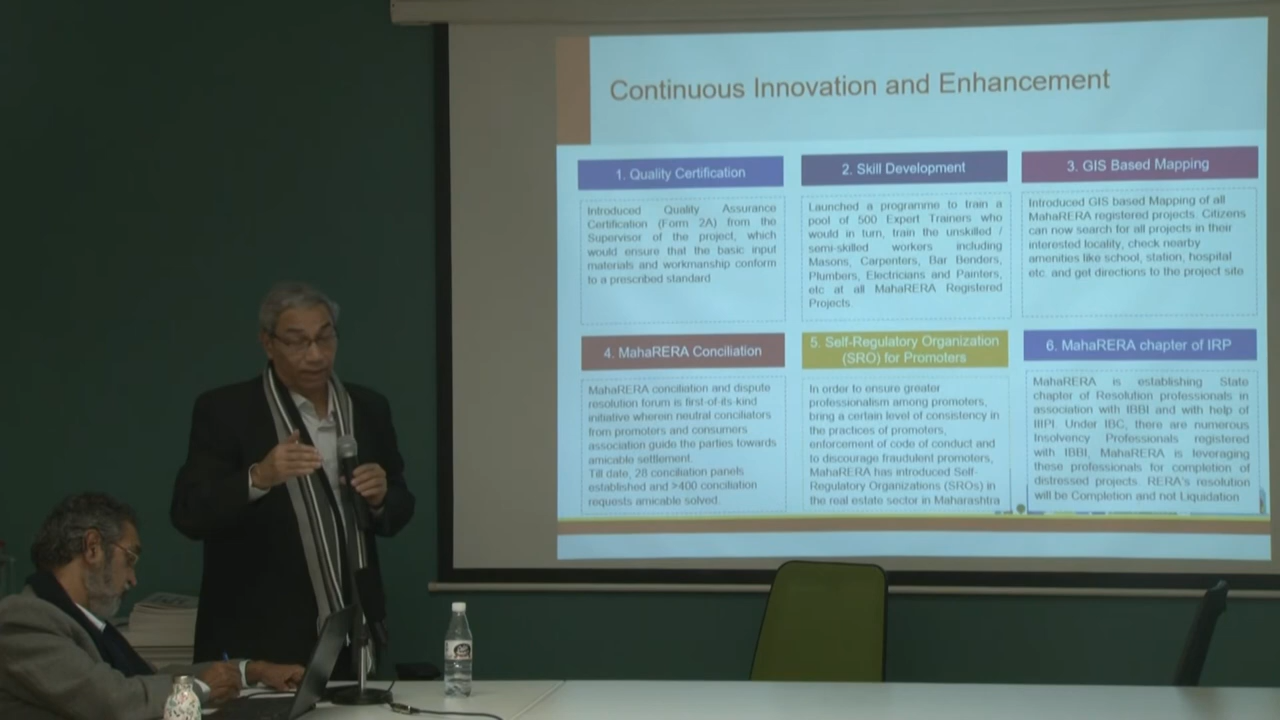 Continuous Innovation and Enhancement
1. Quality Certification
Introduced Quality Assurance
Certification (Form 2A) from the
Supervisor of the project, which
would ensure that the basic input
materials and workmanship conform
to a prescribed standard
2. Skill Development
Launched a programme to train a
pool of 500 Expert Trainers who
would in turn, train the unskilled /
semi-skilled workers including
Masons, Carpenters, Bar Benders,
Plumbers, Electricians and Painters,
etc at all MahaRERA Registered
Projects.
3. GIS Based Mapping
Introduced GIS based Mapping of all
MahaRERA registered projects. Citizens
can now search for all projects in their
interested locality, check nearby
amenities like school, station, hospital
etc. and get directions to the project site
4. MahaRERA Conciliation
MahaRERA conciliation and dispute
resolution forum is first-of-its-kind
initiative wherein neutral conciliators
from promoters and consumers
association guide the parties towards
amicable settlement.
Till date, 28 conciliation panels
established and >400 conciliation
requests amicable solved.
5. Self-Regulatory Organization
(SRO) for Promoters
In order to ensure greater
professionalism among promoters,
bring a certain level of consistency in
the practices of promoters,
enforcement of code of conduct and
to discourage fraudulent promoters,
MahaRERA has introduced Self-
Regulatory Organizations (SROs) in
the real estate sector in Maharashtra
6. MahaRERA chapter of IRP
MahaRERA is establishing State
chapter of Resolution professionals in
association with IBBI and with help of
IIIPI. Under IBC, there are numerous
Insolvency Professionals registered
with IBBI, MahaRERA is leveraging
these professionals for completion of
distressed projects. RERA's resolution
will be Completion and not Liquidation